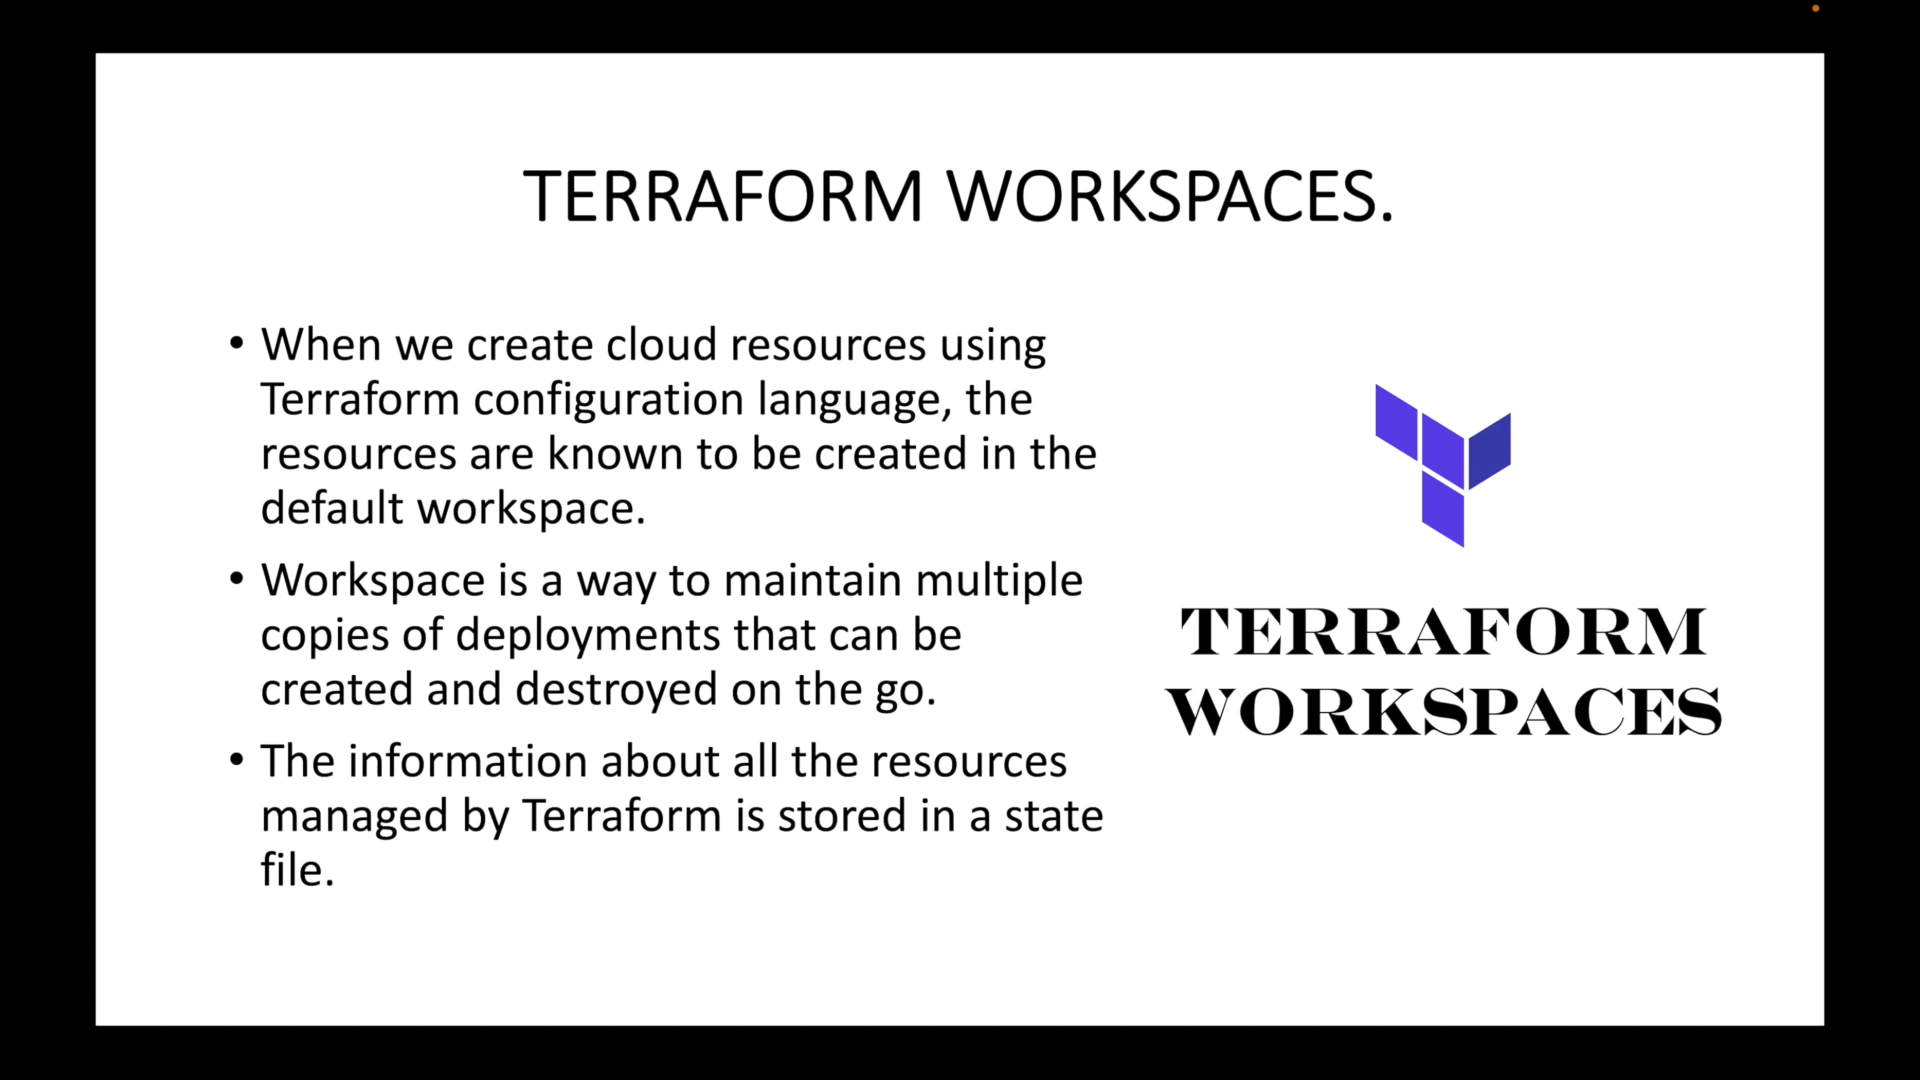 TERRAFORM WORKSPACES.
• When we create cloud resources using
Terraform configuration language, the
resources are known to be created in the
default workspace.
• Workspace is a way to maintain multiple
copies of deployments that can be
created and destroyed on the go.
• The information about all the resources
managed by Terraform is stored in a state
file.
TERRAFORM
WORKSPACES